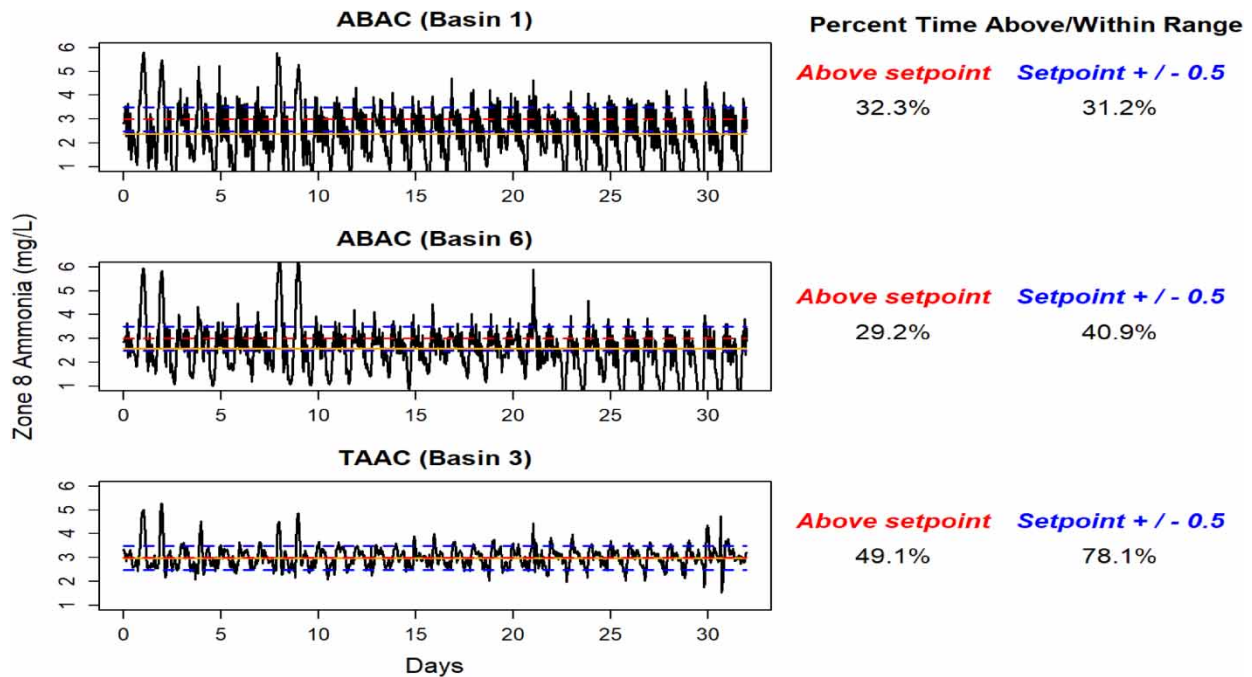 ABAC (Basin 1)
Percent Time Above/Within Range
Above setpoint Setpoint + / - 0.5
32.3% 31.2%
6
5
4
3
2
1
0 5 10 15 20 25 30
ABAC (Basin 6)
Above setpoint Setpoint + / - 0.5
29.2% 40.9%
6
5
4
3
2
1
0 5 10 15 20 25 30
Zone 8 Ammonia (mg/L)
TAAC (Basin 3)
Above setpoint Setpoint + / - 0.5
49.1% 78.1%
6
5
4
3
2
1
0 5 10 15 20 25 30
Days